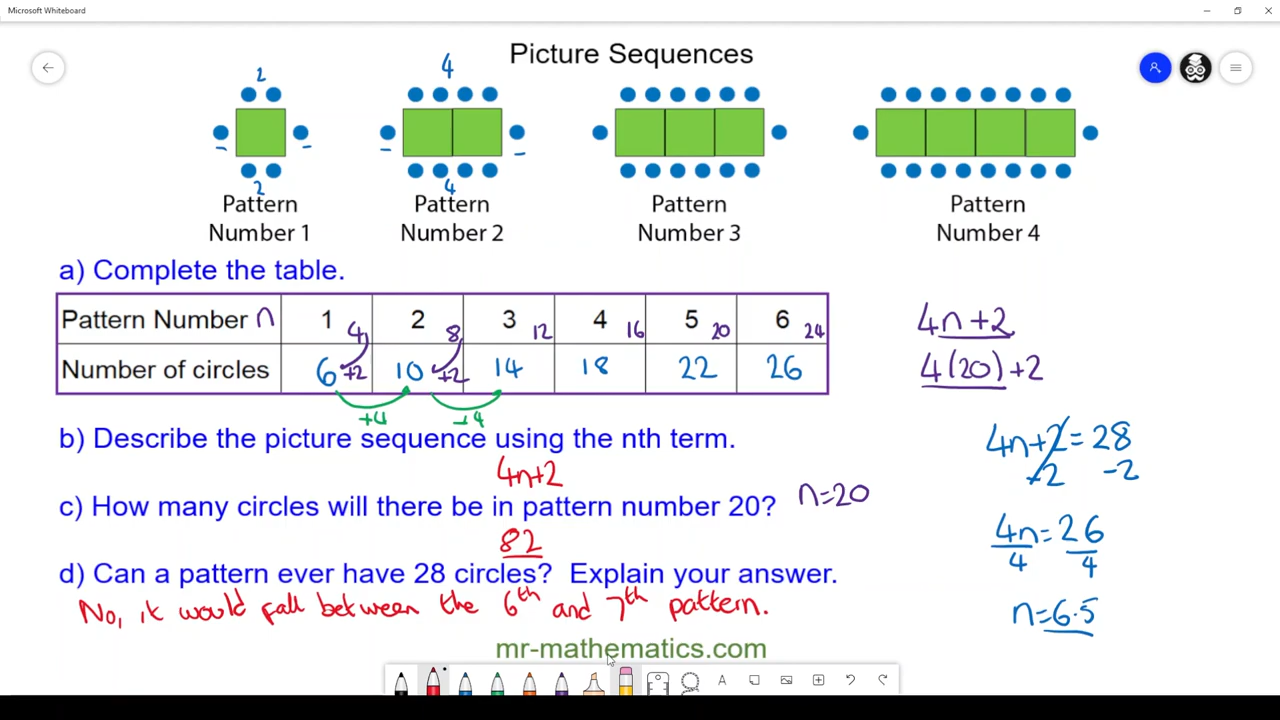 Microsoft Whiteboard
Picture Sequences
2 4
2 4
Pattern Number 1
Pattern Number 2
Pattern Number 3
Pattern Number 4
a) Complete the table.
Pattern Number n 1 4 2 8 3 12 4 16 5 20 6 24
Number of circles 6 +2 10 +2 14 18 22 26
+4 +4
4n+2
4(20)+2
b) Describe the picture sequence using the nth term.
4n+2
c) How many circles will there be in pattern number 20? n=20
82
d) Can a pattern ever have 28 circles? Explain your answer.
No, it would fall between the 6th and 7th pattern.
4n+2=28
-2 -2
4n=26
4 4
n=6.5
mr-mathematics.com